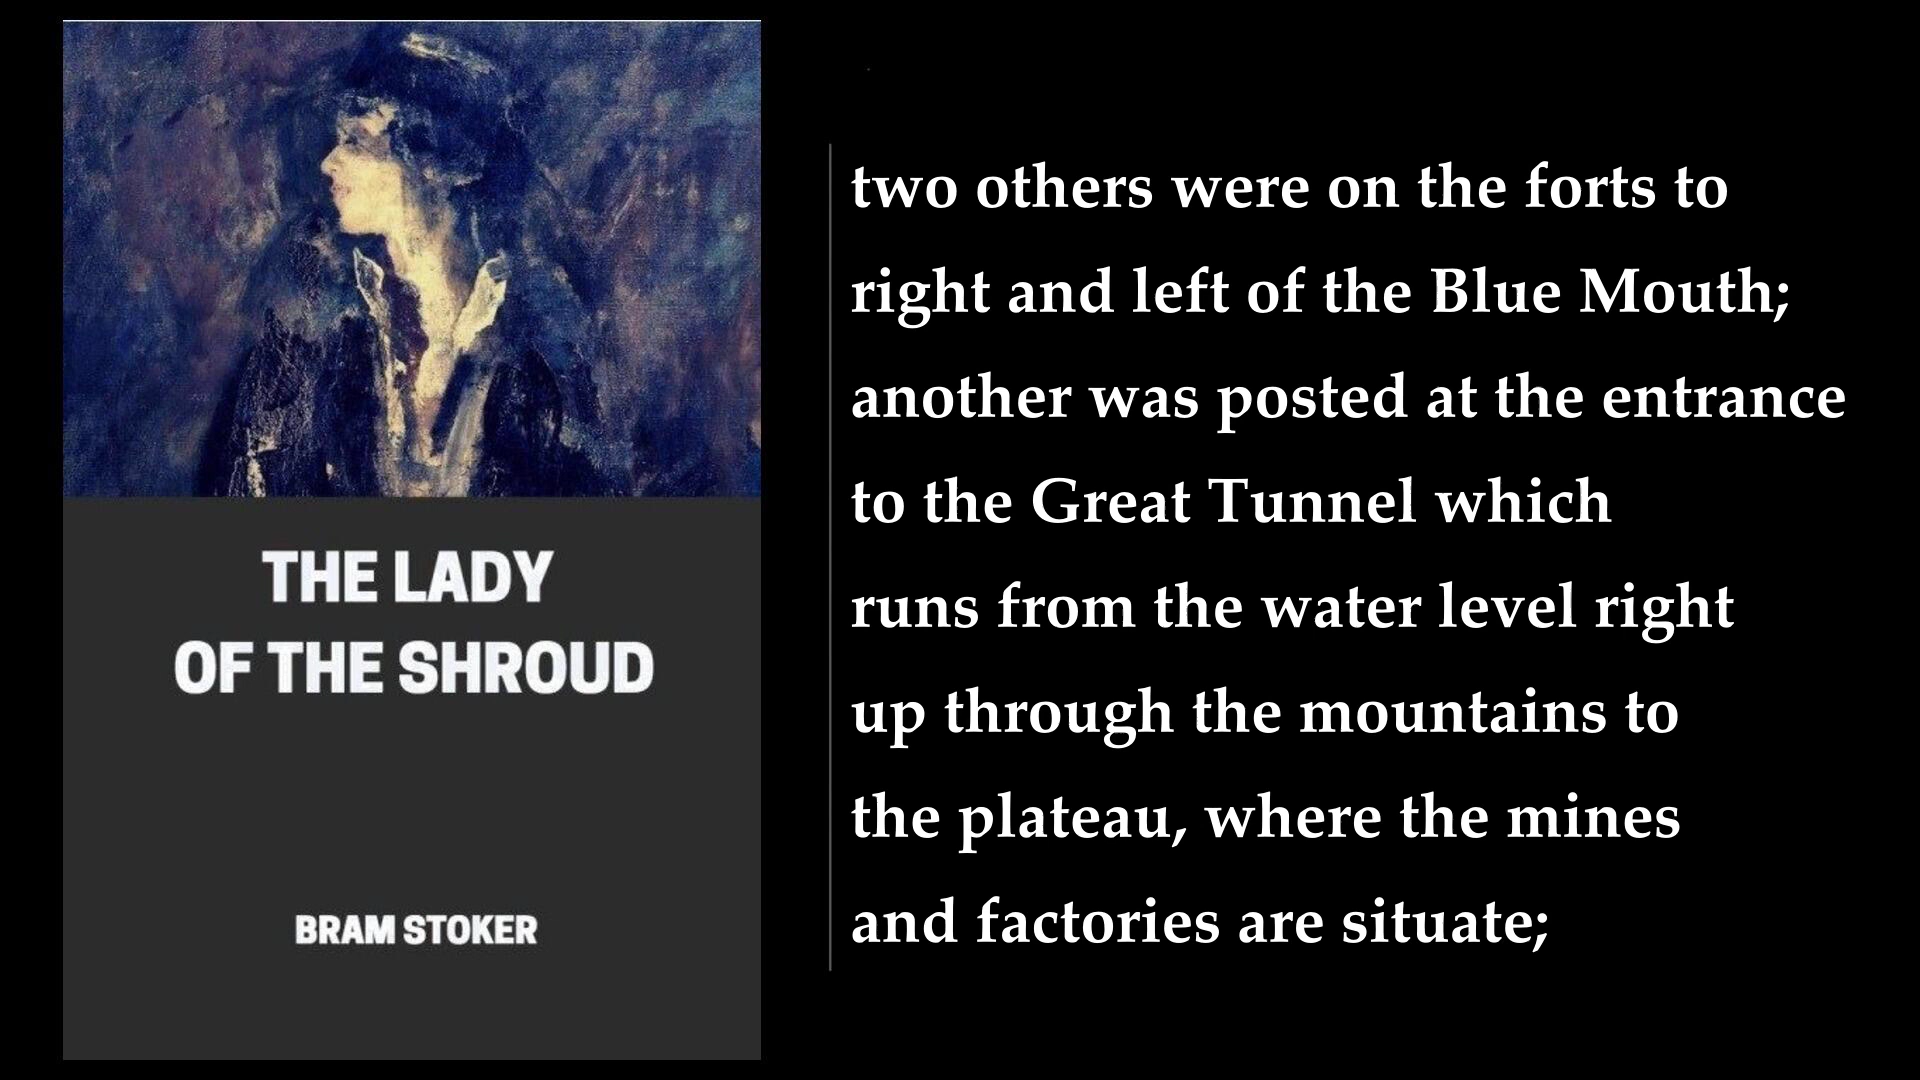 THE LADY
OF THE SHROUD
BRAM STOKER
two others were on the forts to
right and left of the Blue Mouth;
another was posted at the entrance
to the Great Tunnel which
runs from the water level right
up through the mountains to
the plateau, where the mines
and factories are situate;